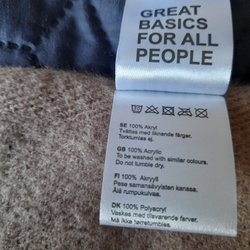 GREAT
BASICS
FOR ALL
PEOPLE
SE 100% Akryl
Tvättas med liknande färger.
Torktumlas ej.
GB 100% Acrylic
To be washed with similar colours.
Do not tumble dry.
FI 100% Akryyli
Pese samansävyisten kanssa.
Älä rumpukuivaa.
DK 100% Polyacryl
Vaskes med tilsvarende farver.
Må ikke tørretumbles.